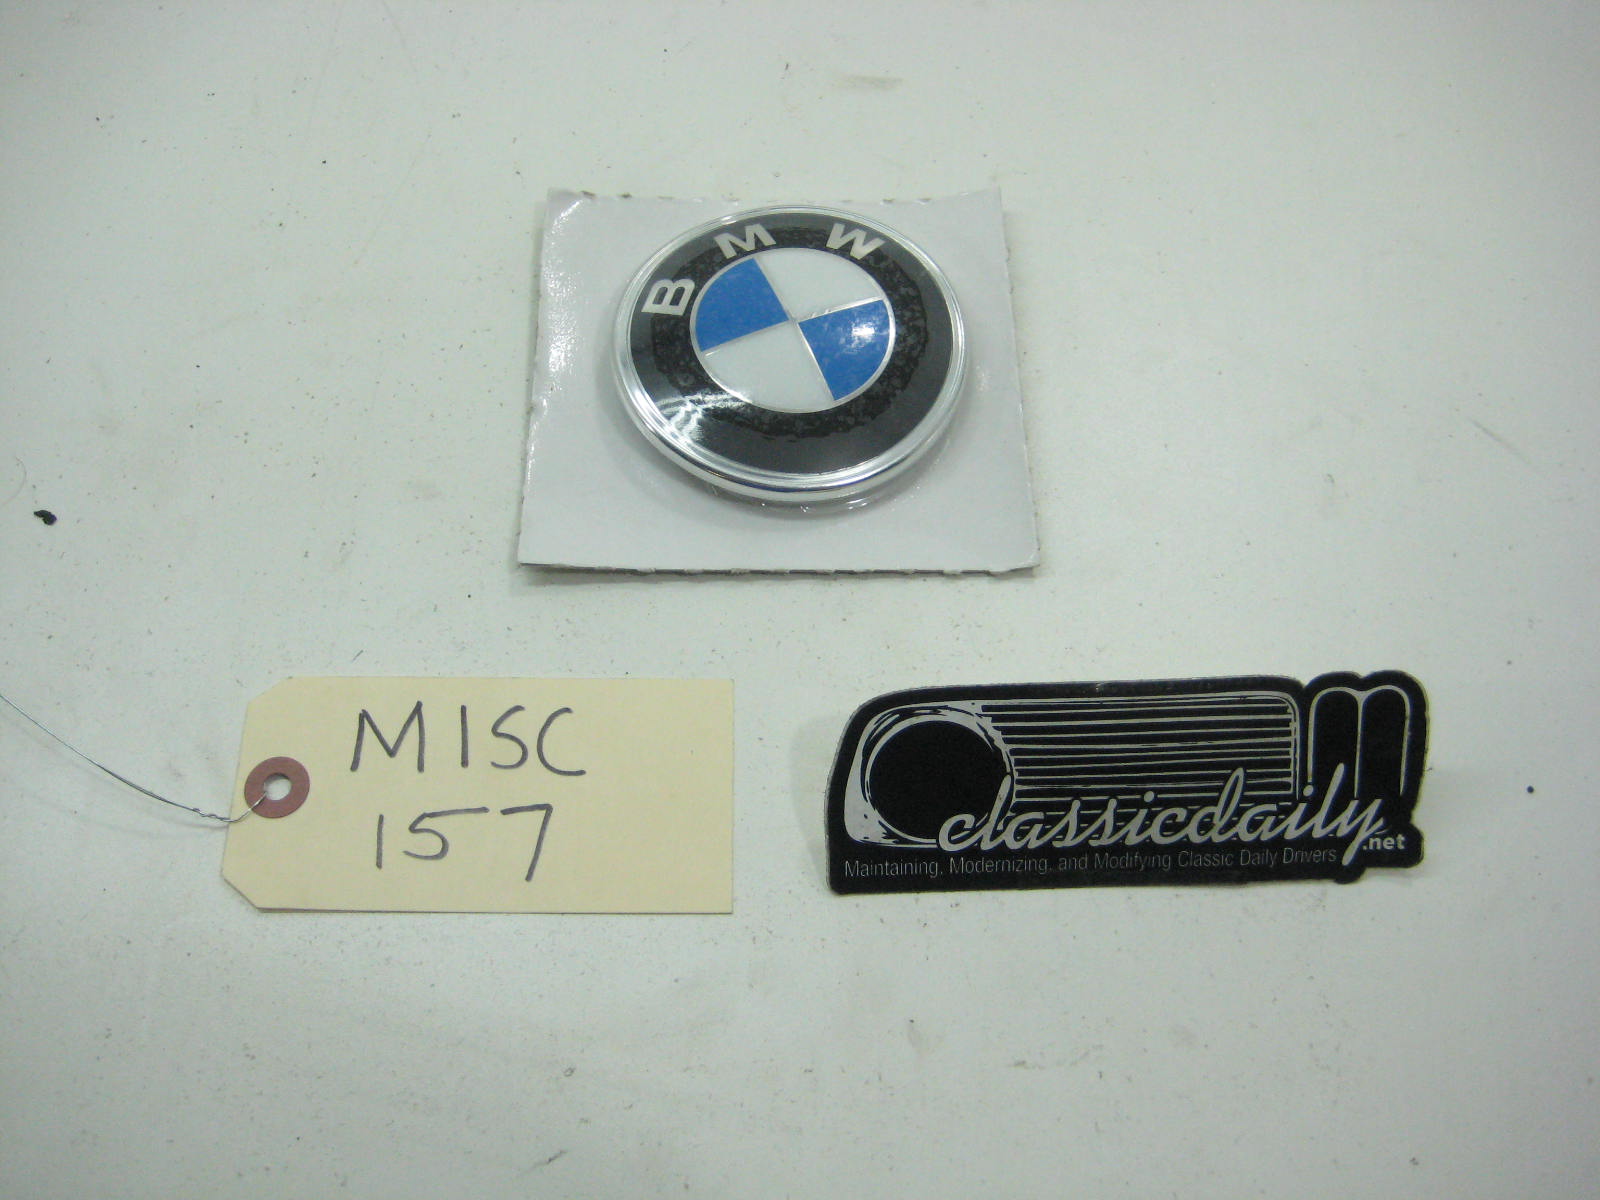 BMW
MISC
157
classicdaily
.net
Maintaining, Modernizing, and Modifying Classic Daily Drivers